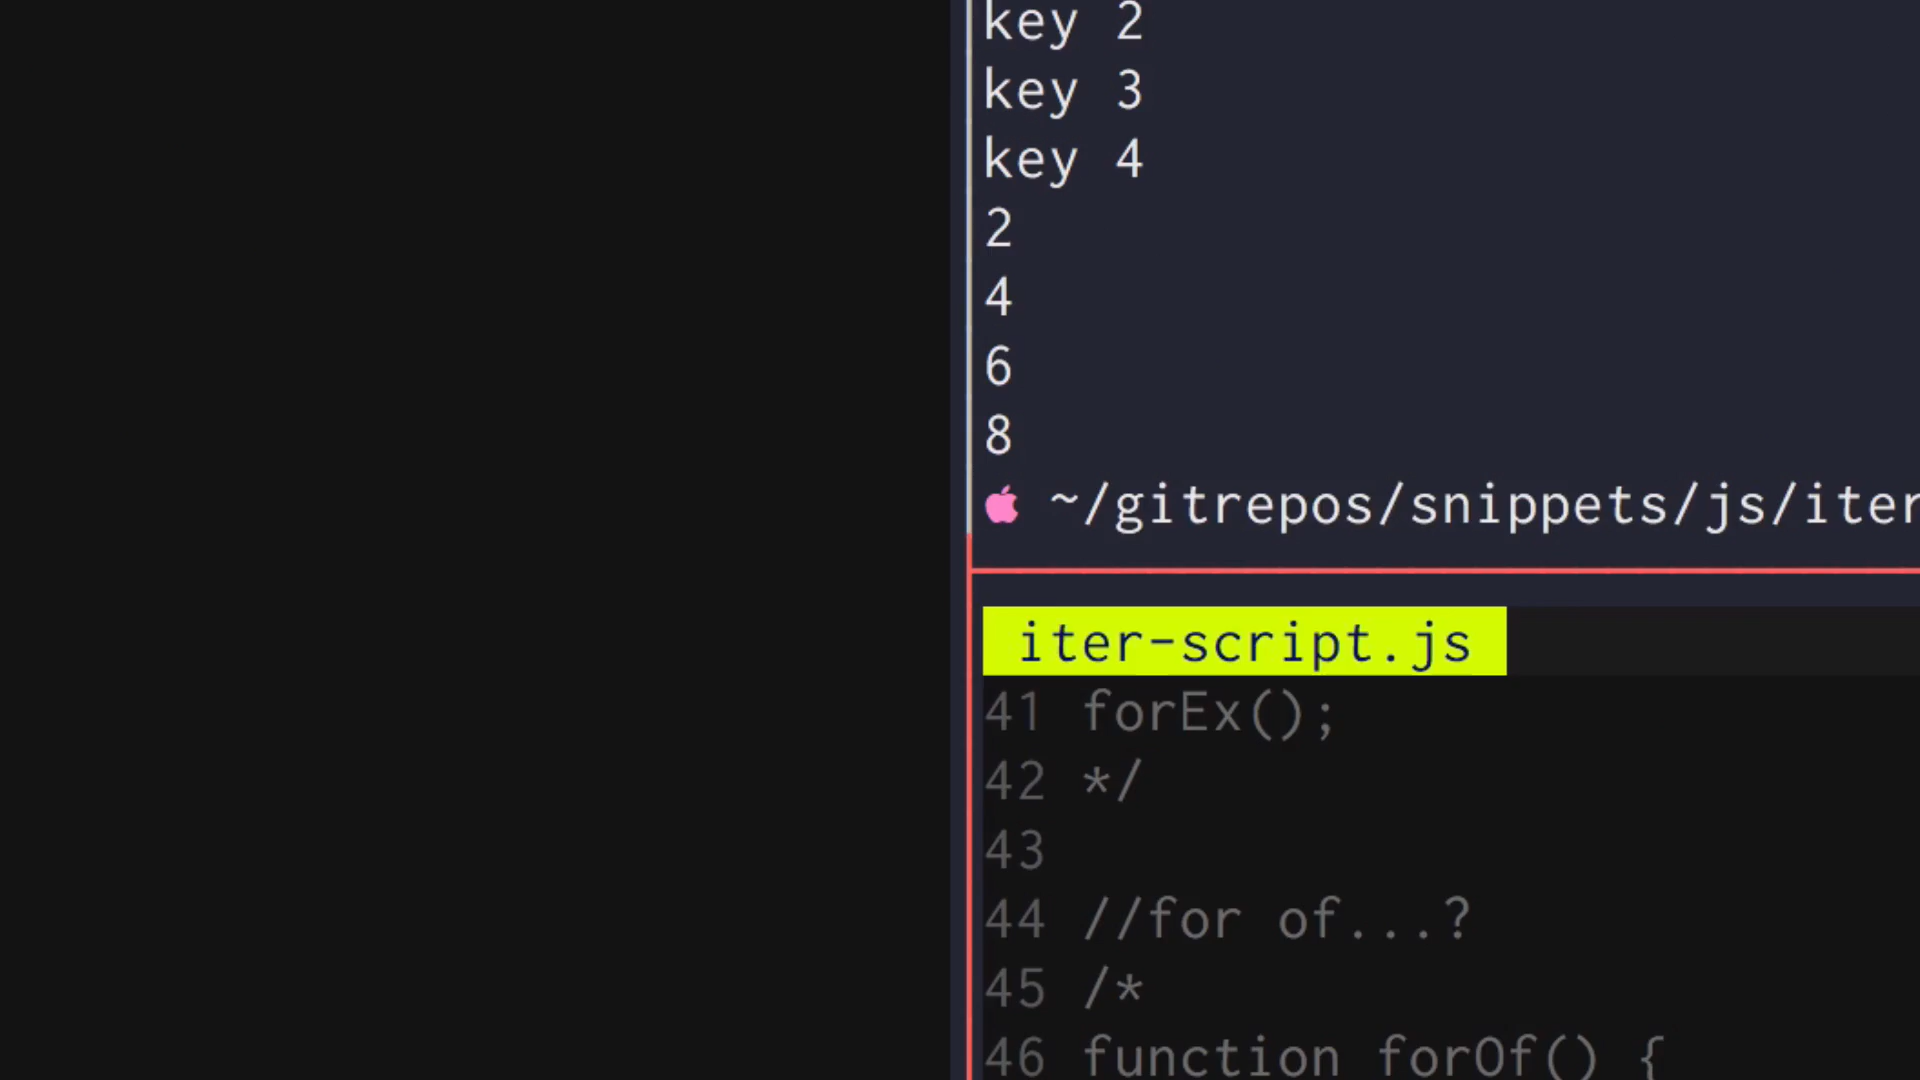 key 2
key 3
key 4
2
4
6
8
~/gitrepos/snippets/js/iter
iter-script.js
41 forEx();
42 */
43
44 //for of...?
45 /*
46 function forOf() {